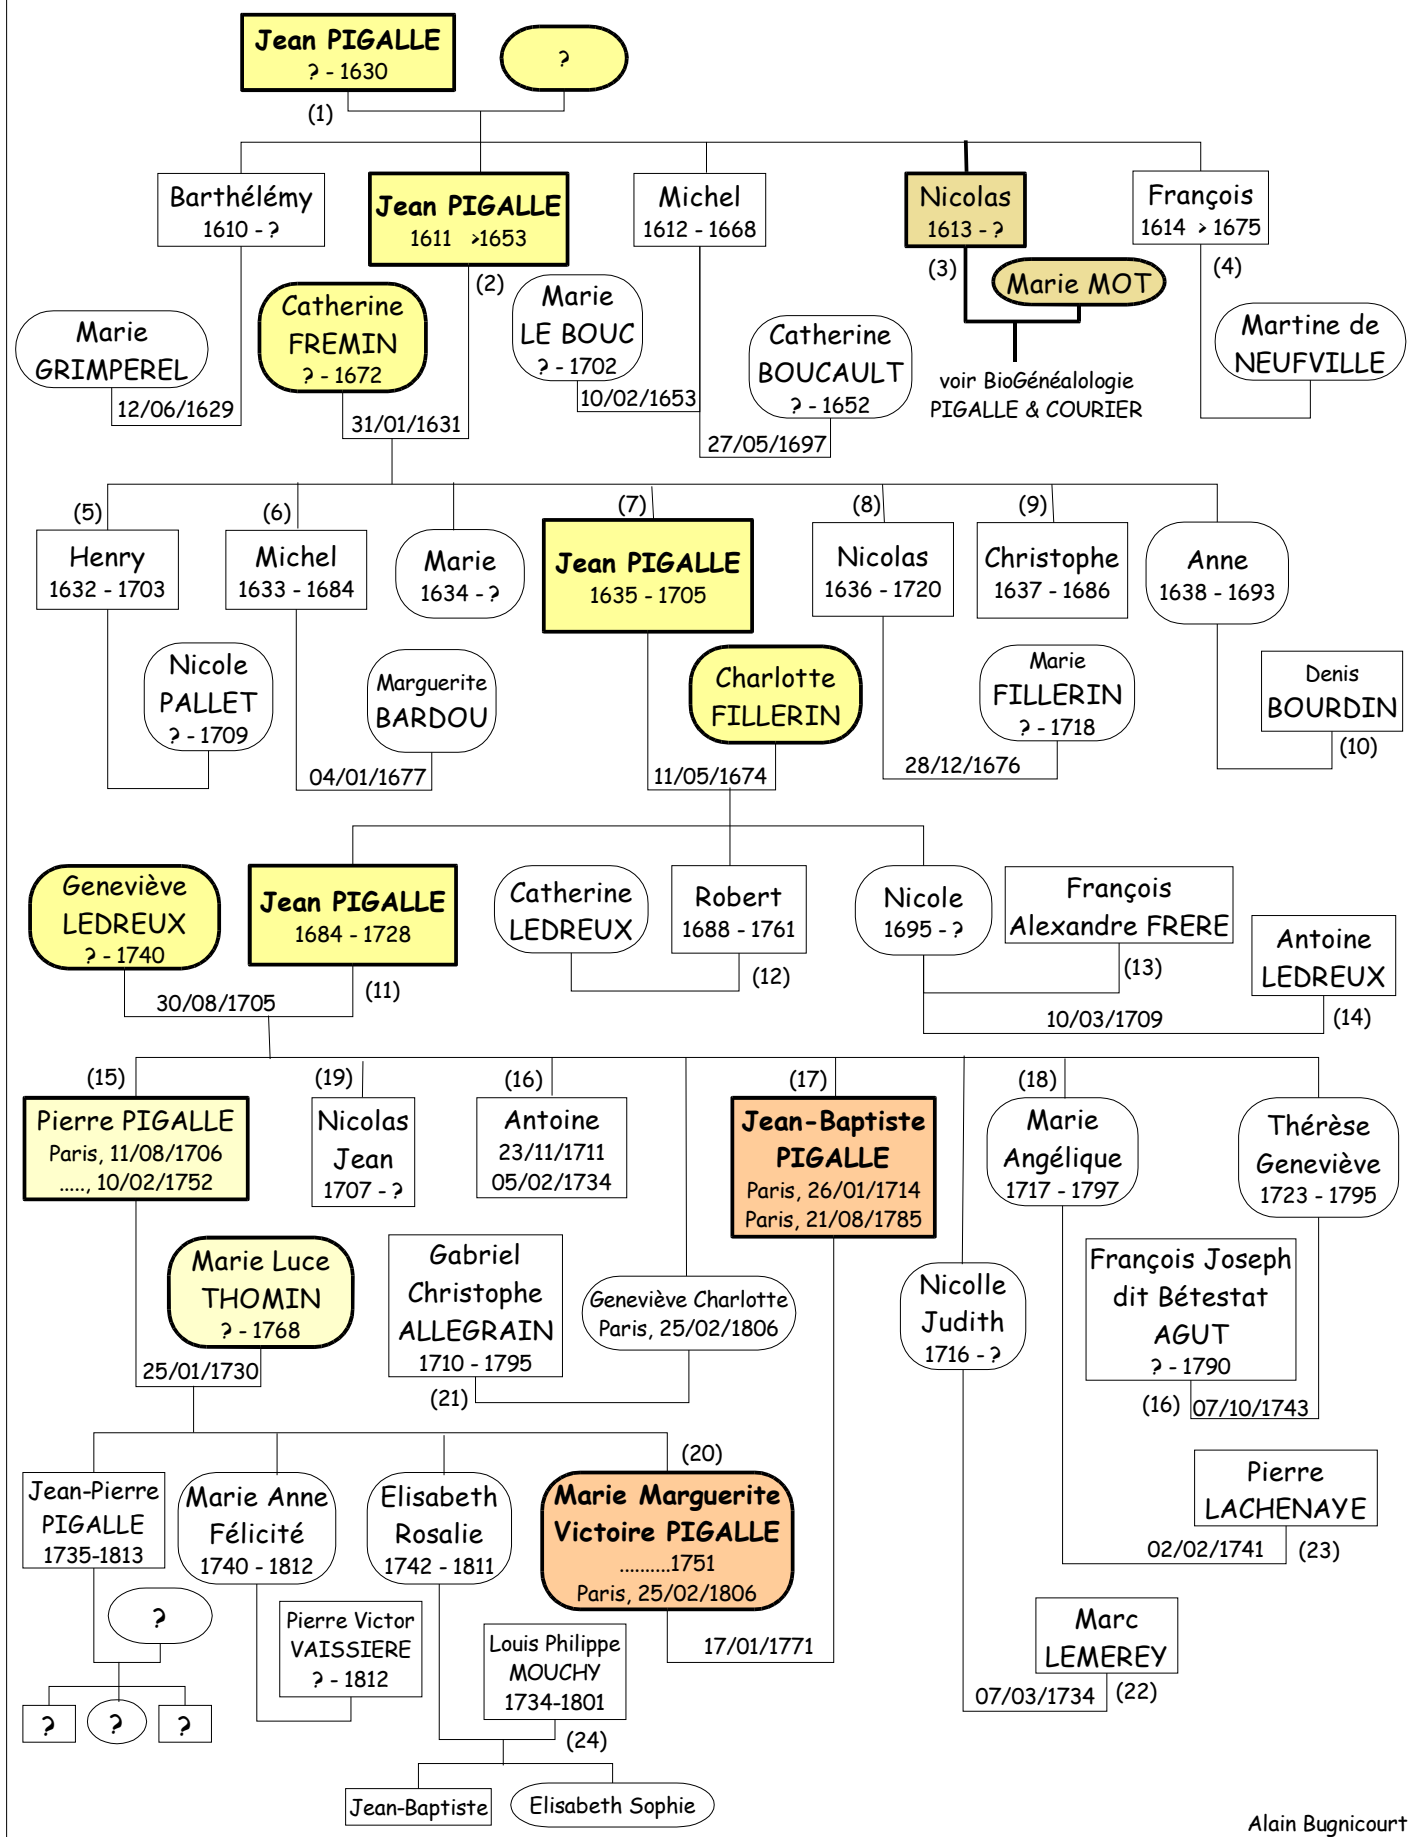 Jean PIGALLE
? - 1630
?
(1)
Barthélémy
1610 - ?
Jean PIGALLE
1611 >1653
Michel
1612 - 1668
Nicolas
1613 - ?
François
1614 > 1675
(2)
(3)
(4)
Marie
GRIMPEREL
Catherine
FREMIN
? - 1672
Marie
LE BOUC
? - 1702
Catherine
BOUCAULT
? - 1652
Marie MOT
Martine de
NEUFVILLE
voir BioGénéalologie
PIGALLE & COURIER
12/06/1629
31/01/1631
10/02/1653
27/05/1697
(5)
(6)
(7)
(8)
(9)
Henry
1632 - 1703
Michel
1633 - 1684
Marie
1634 - ?
Jean PIGALLE
1635 - 1705
Nicolas
1636 - 1720
Christophe
1637 - 1686
Anne
1638 - 1693
Nicole
PALLET
? - 1709
Marguerite
BARDOU
Charlotte
FILLERIN
Marie
FILLERIN
? - 1718
Denis
BOURDIN
(10)
04/01/1677
11/05/1674
28/12/1676
Geneviève
LEDREUX
? - 1740
Jean PIGALLE
1684 - 1728
Catherine
LEDREUX
Robert
1688 - 1761
Nicole
1695 - ?
François
Alexandre FRERE
Antoine
LEDREUX
(11)
(12)
(13)
(14)
30/08/1705
10/03/1709
(15)
(19)
(16)
(17)
(18)
Pierre PIGALLE
Paris, 11/08/1706
....., 10/02/1752
Nicolas
Jean
1707 - ?
Antoine
23/11/1711
05/02/1734
Jean-Baptiste
PIGALLE
Paris, 26/01/1714
Paris, 21/08/1785
Marie
Angélique
1717 - 1797
Thérèse
Geneviève
1723 - 1795
Marie Luce
THOMIN
? - 1768
Gabriel
Christophe
ALLEGRAIN
1710 - 1795
Geneviève Charlotte
Paris, 25/02/1806
Nicolle
Judith
1716 - ?
François Joseph
dit Bétestat
AGUT
? - 1790
25/01/1730
(21)
(16)
07/10/1743
(20)
Jean-Pierre
PIGALLE
1735-1813
Marie Anne
Félicité
1740 - 1812
Elisabeth
Rosalie
1742 - 1811
Marie Marguerite
Victoire PIGALLE
..........1751
Paris, 25/02/1806
Pierre
LACHENAYE
02/02/1741
(23)
?
Pierre Victor
VAISSIERE
? - 1812
Louis Philippe
MOUCHY
1734-1801
17/01/1771
Marc
LEMEREY
07/03/1734
(22)
?
?
?
(24)
Jean-Baptiste
Elisabeth Sophie
Alain Bugnicourt